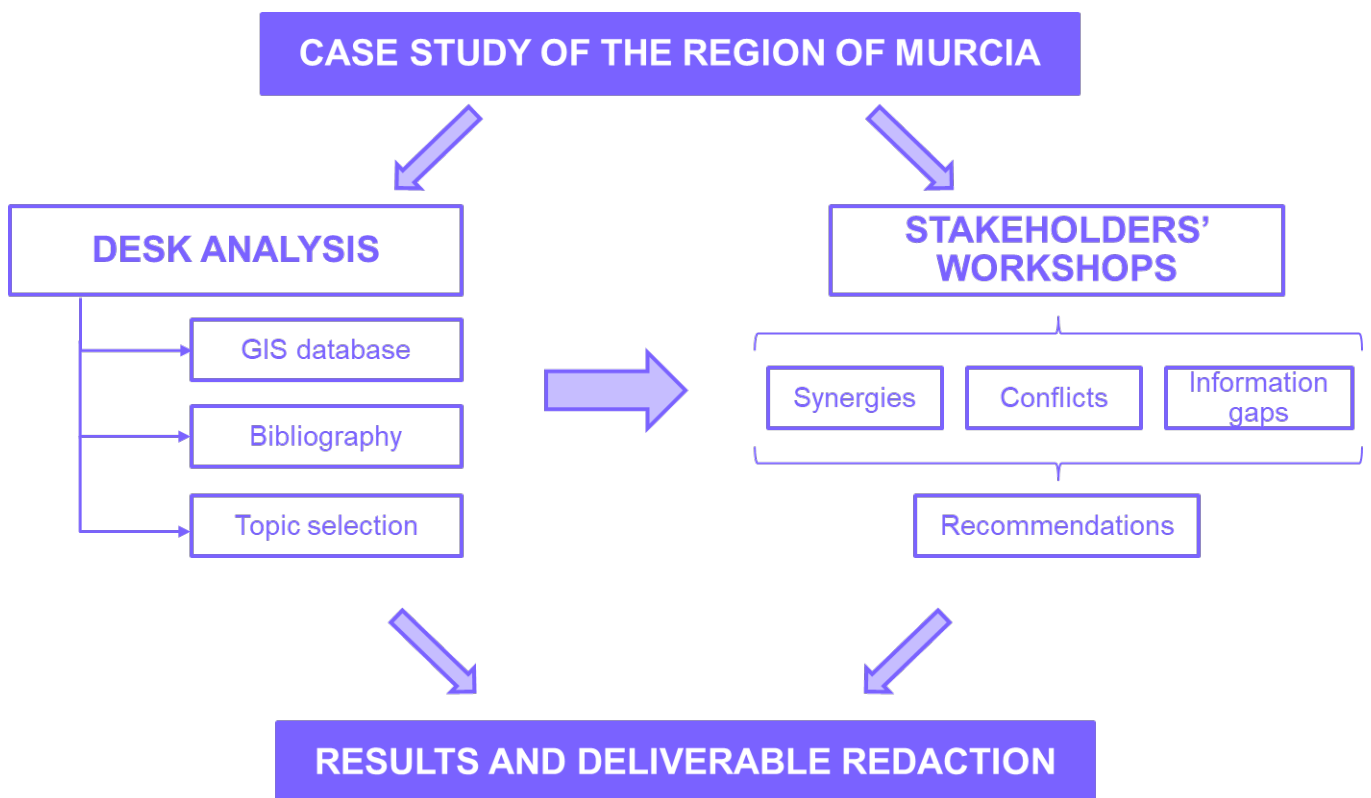 CASE STUDY OF THE REGION OF MURCIA
DESK ANALYSIS
GIS database
Bibliography
Topic selection
STAKEHOLDERS’
WORKSHOPS
Synergies
Conflicts
Information
gaps
Recommendations
RESULTS AND DELIVERABLE REDACTION